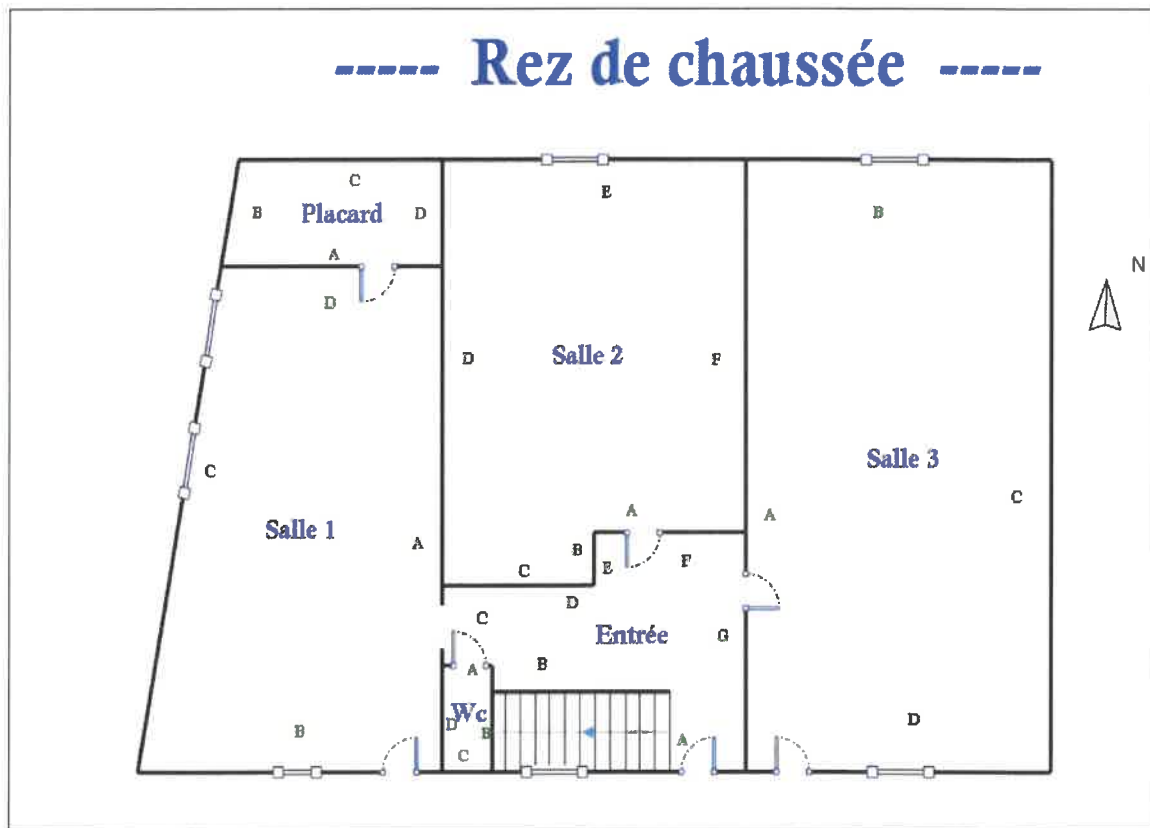 ----- Rez de chaussée -----
C
E
B Placard D
B
A
N
D
D Salle 2 F
Salle 3
C
C
Salle 1
A
A
A
B
E
F
C
D
C
Entrée G
B
A
D
Wc
B
B
A
C
D